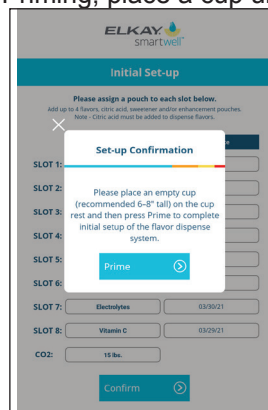 ELKAY
smartwell
Initial Set-up
Please assign a pouch to each slot below.
Add up to 4 flavors, citric acid, sweetener and/or enhancement pouches.
Note - Citric acid must be added to dispense flavors.
SLOT 1:
SLOT 2:
SLOT 3:
SLOT 4:
SLOT 5:
SLOT 6:
Set-up Confirmation
Please place an empty cup
(recommended 6–8" tall) on the cup
rest and then press Prime to complete
initial setup of the flavor dispense
system.
Prime
SLOT 7: Electrolytes 03/30/21
SLOT 8: Vitamin C 03/29/21
CO2: 15 lbs.
Confirm